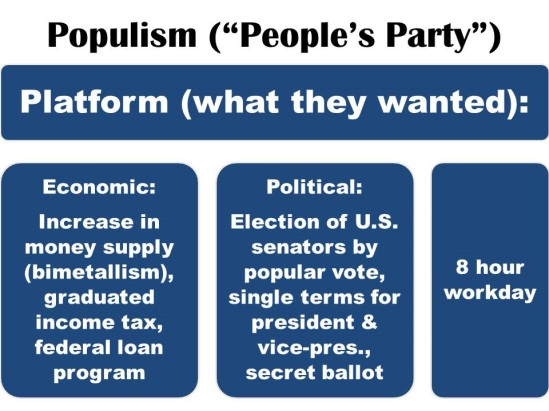 Populism (“People’s Party”)
Platform (what they wanted):
Economic:
Increase in
money supply
(bimetallism),
graduated
income tax,
federal loan
program
Political:
Election of U.S.
senators by
popular vote,
single terms for
president &
vice-pres.,
secret ballot
8 hour
workday